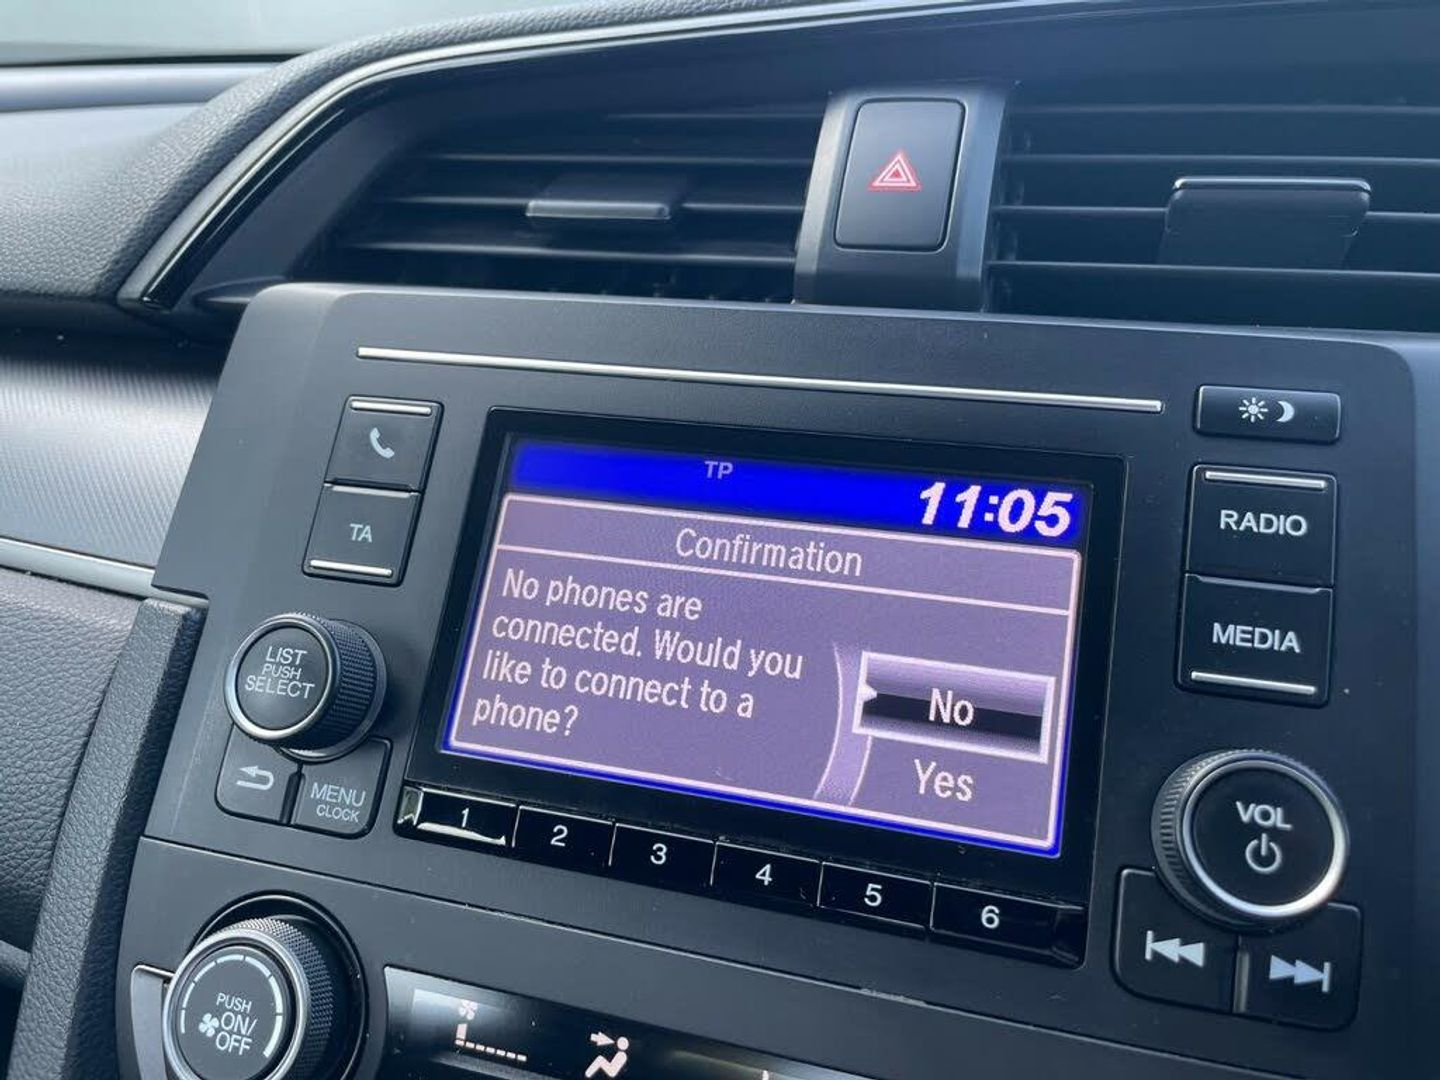 TP
11:05
Confirmation
No phones are
connected. Would you
like to connect to a
phone?
No
Yes
TA
LIST
PUSH
SELECT
MENU
CLOCK
1 2 3 4 5 6
RADIO
MEDIA
VOL
PUSH
ON/
OFF